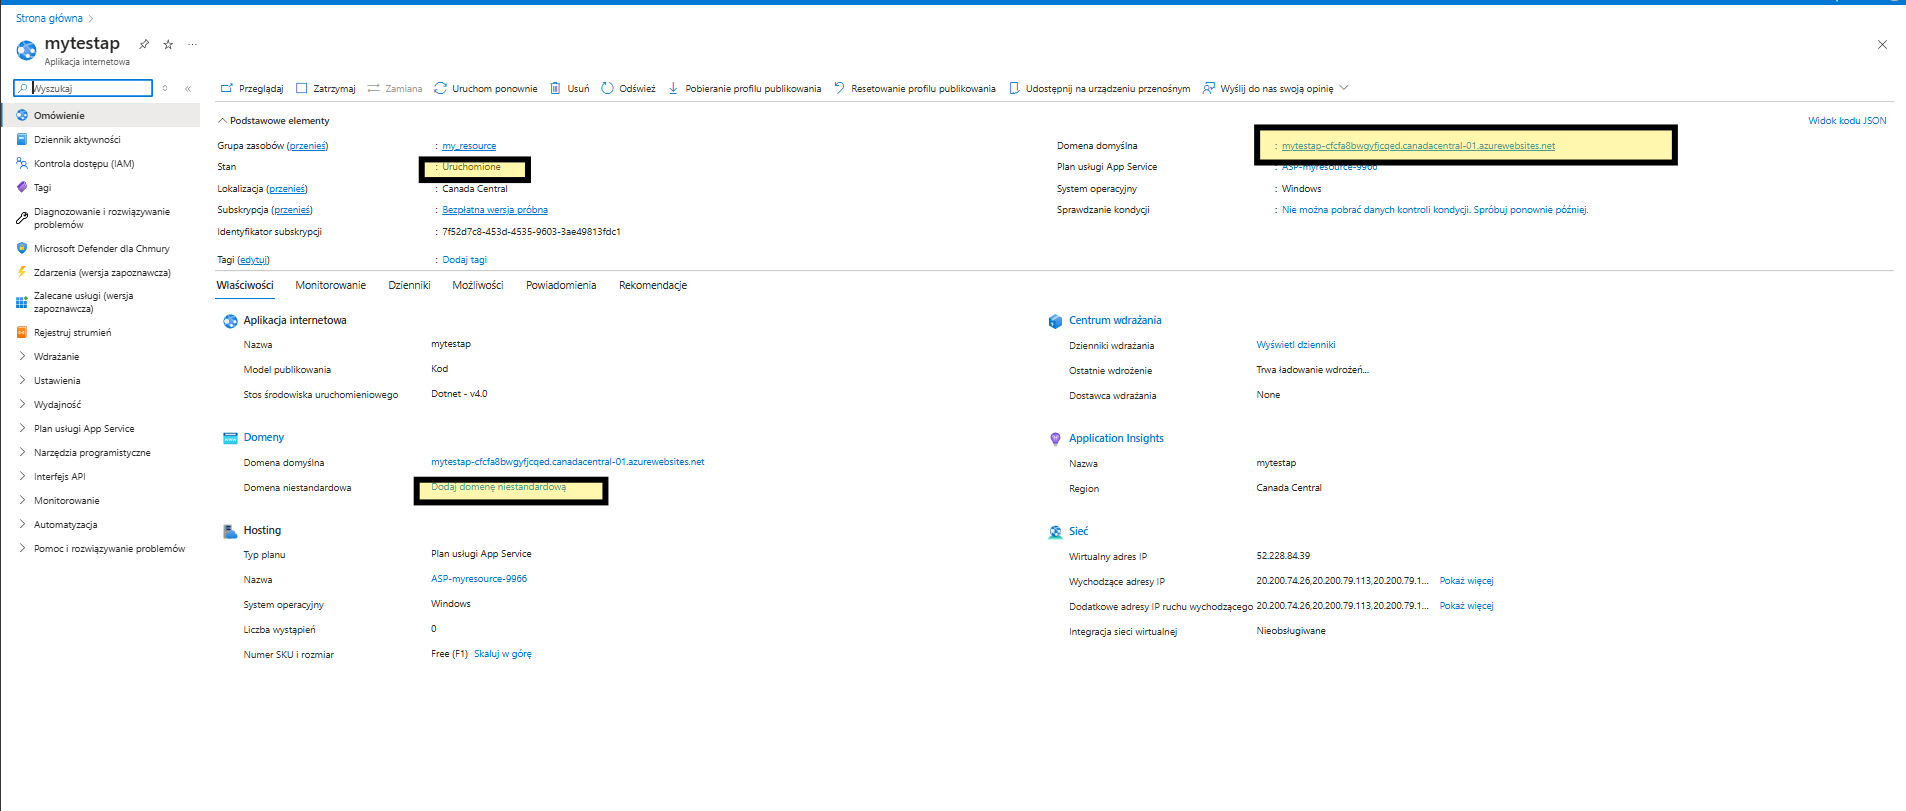 Strona główna
mytestap
Aplikacja internetowa
Wyszukaj
Przeglądaj Zatrzymaj Zamiana Uruchom ponownie Usuń Odśwież Pobieranie profilu publikowania Resetowanie profilu publikowania Udostępnij na urządzeniu przenośnym Wyślij do nas swoją opinię
Omówienie
Dziennik aktywności
Kontrola dostępu (IAM)
Tagi
Diagnozowanie i rozwiązywanie
problemów
Microsoft Defender dla Chmury
Zdarzenia (wersja zapoznawcza)
Zalecane usługi (wersja
zapoznawcza)
Rejestruj strumień
Wdrażanie
Ustawienia
Wydajność
Plan usługi App Service
Narzędzia programistyczne
Interfejs API
Monitorowanie
Automatyzacja
Pomoc i rozwiązywanie problemów
Podstawowe elementy
Widok kodu JSON
Grupa zasobów (przenieś) : my_resource
Stan : Uruchomione
Lokalizacja (przenieś) : Canada Central
Subskrypcja (przenieś) : Bezpłatna wersja próbna
Identyfikator subskrypcji : 7f52d7c8-453d-4535-9603-3ae49813fdc1
Tagi (edytuj) : Dodaj tagi
Domena domyślna : mytestap-cfcfa8bwgyfjcqed.canadacentral-01.azurewebsites.net
Plan usługi App Service : ASP-myresource-9966
System operacyjny : Windows
Sprawdzanie kondycji : Nie można pobrać danych kontroli kondycji. Spróbuj ponownie później.
Właściwości Monitorowanie Dzienniki Możliwości Powiadomienia Rekomendacje
Aplikacja internetowa
Nazwa mytestap
Model publikowania Kod
Stos środowiska uruchomieniowego Dotnet - v4.0
Domeny
Domena domyślna mytestap-cfcfa8bwgyfjcqed.canadacentral-01.azurewebsites.net
Domena niestandardowa Dodaj domenę niestandardową
Hosting
Typ planu Plan usługi App Service
Nazwa ASP-myresource-9966
System operacyjny Windows
Liczba wystąpień 0
Numer SKU i rozmiar Free (F1) Skaluj w górę
Centrum wdrażania
Dzienniki wdrażania Wyświetl dzienniki
Ostatnie wdrożenie Trwa ładowanie wdrożeń...
Dostawca wdrażania None
Application Insights
Nazwa mytestap
Region Canada Central
Sieć
Wirtualny adres IP 52.228.84.39
Wychodzące adresy IP 20.200.74.26,20.200.79.113,20.200.79.1... Pokaż więcej
Dodatkowe adresy IP ruchu wychodzącego 20.200.74.26,20.200.79.113,20.200.79.1... Pokaż więcej
Integracja sieci wirtualnej Nieobsługiwane